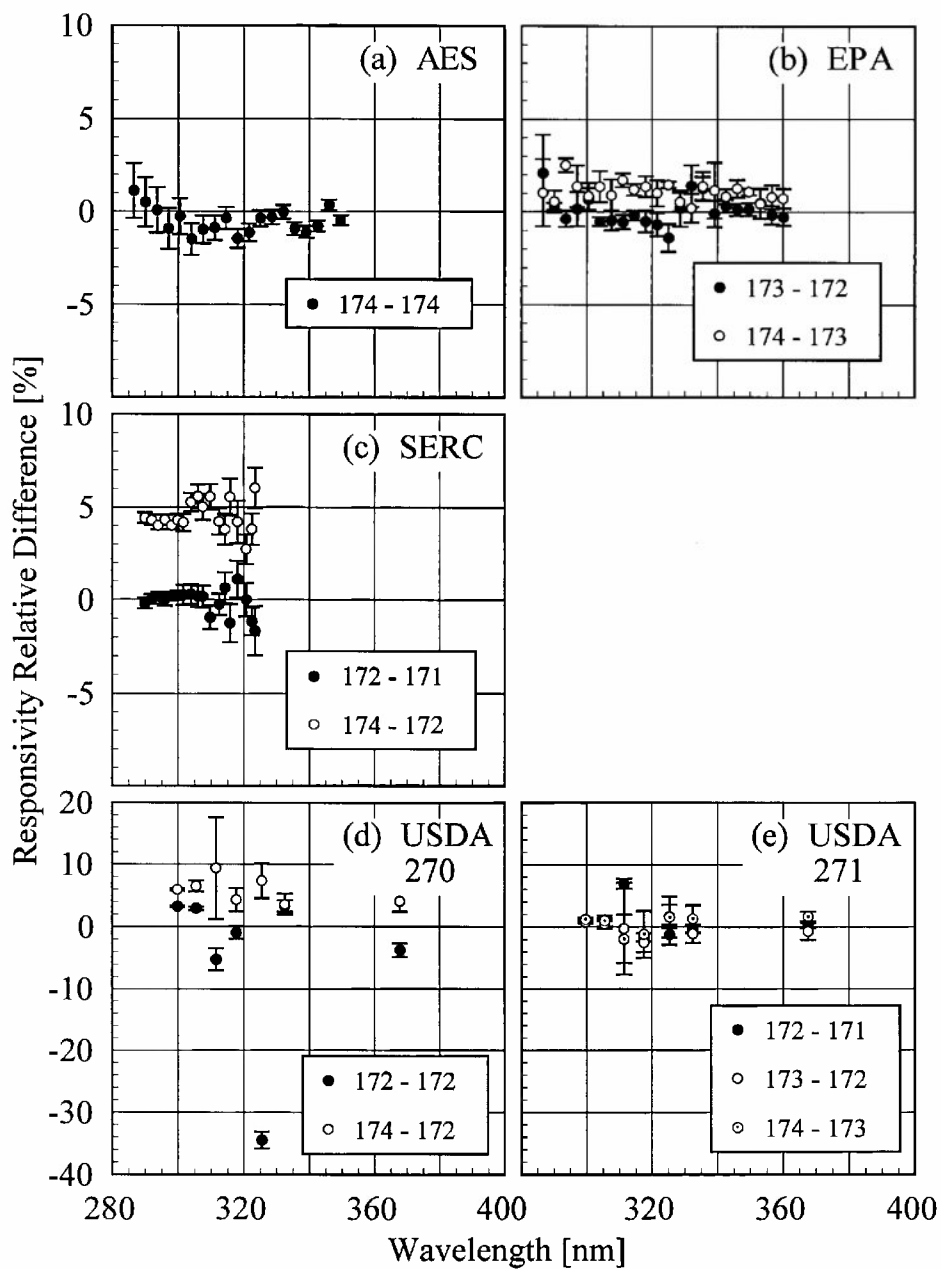 Responsivity Relative Difference [%]
10
5
0
-5
(a) AES
174 - 174
(b) EPA
173 - 172
174 - 173
10
5
0
-5
(c) SERC
172 - 171
174 - 172
20
10
0
-10
-20
-30
-40
(d) USDA
270
172 - 172
174 - 172
(e) USDA
271
172 - 171
173 - 172
174 - 173
280 320 360 400 320 360 400
Wavelength [nm]